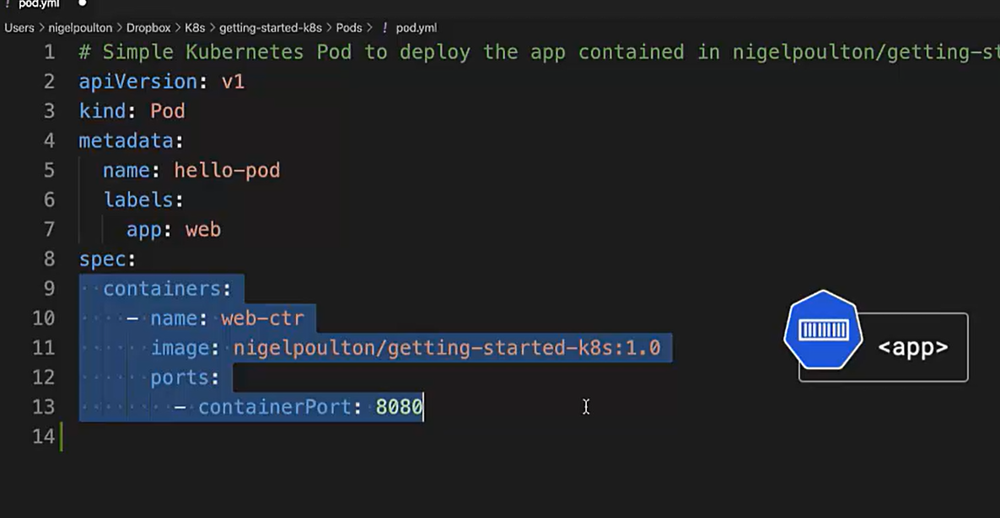 ! pod.yml ●
Users > nigelpoulton > Dropbox > K8s > getting-started-k8s > Pods > ! pod.yml
1 # Simple Kubernetes Pod to deploy the app contained in nigelpoulton/getting-st
2 apiVersion: v1
3 kind: Pod
4 metadata:
5   name: hello-pod
6   labels:
7     app: web
8 spec:
9   containers:
10     - name: web-ctr
11       image: nigelpoulton/getting-started-k8s:1.0
12       ports:
13         - containerPort: 8080
14
<app>